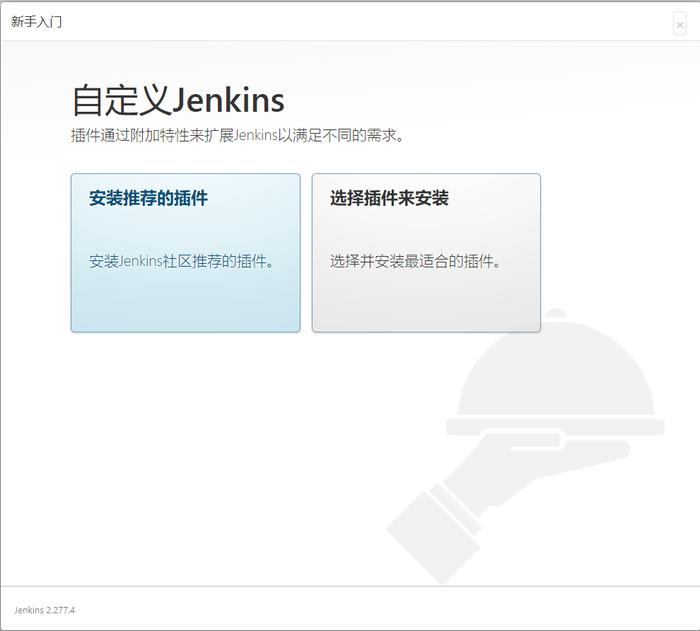 新手入门
×
自定义Jenkins
插件通过附加特性来扩展Jenkins以满足不同的需求。
安装推荐的插件
安装Jenkins社区推荐的插件。
选择插件来安装
选择并安装最适合的插件。
Jenkins 2.277.4